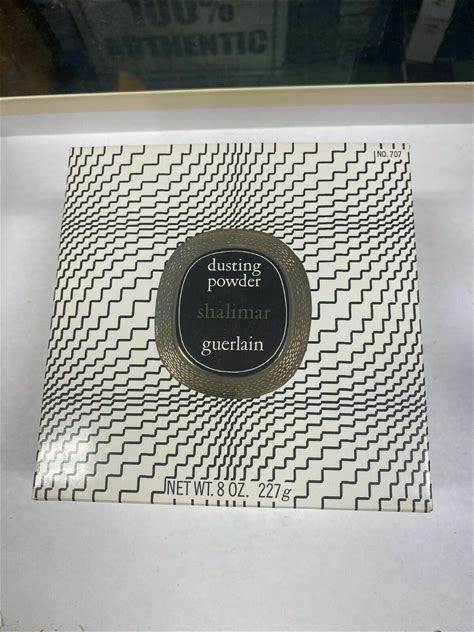 100%
AUTHENTIC
NO. 707
dusting
powder
shalimar
guerlain
NET WT. 8 OZ. 227g